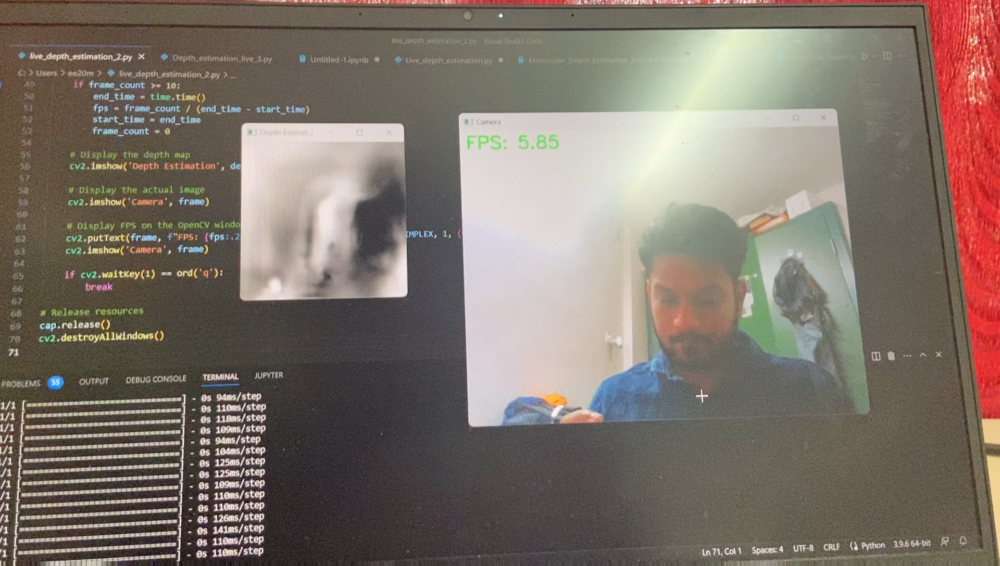 live_depth_estimation_2.py - Visual Studio Code
live_depth_estimation_2.py Depth_estimation_live_3.py Untitled-1.ipynb Live_depth_estimation.py Monocular Depth Estimation
C: > Users > ee20m > live_depth_estimation_2.py > ...
49 if frame_count >= 10:
50 end_time = time.time()
51 fps = frame_count / (end_time - start_time)
52 start_time = end_time
53 frame_count = 0
54
55 # Display the depth map
56 cv2.imshow('Depth Estimation', de
57
58 # Display the actual image
59 cv2.imshow('Camera', frame)
60
61 # Display FPS on the OpenCV windo
62 cv2.putText(frame, f"FPS: {fps:.2 IMPLEX, 1, (
63 cv2.imshow('Camera', frame)
64
65 if cv2.waitKey(1) == ord('q'):
66 break
67
68 # Release resources
69 cap.release()
70 cv2.destroyAllWindows()
71
Depth Estimat...
Camera
FPS: 5.85
PROBLEMS 55 OUTPUT DEBUG CONSOLE TERMINAL JUPYTER
1/1 [==============================] - 0s 94ms/step
1/1 [==============================] - 0s 110ms/step
1/1 [==============================] - 0s 118ms/step
1/1 [==============================] - 0s 109ms/step
1/1 [==============================] - 0s 94ms/step
1/1 [==============================] - 0s 104ms/step
/1 [==============================] - 0s 125ms/step
/1 [==============================] - 0s 125ms/step
/1 [==============================] - 0s 109ms/step
/1 [==============================] - 0s 110ms/step
/1 [==============================] - 0s 110ms/step
/1 [==============================] - 0s 126ms/step
/1 [==============================] - 0s 141ms/step
/1 [==============================] - 0s 110ms/step
/1 [==============================] - 0s 110ms/step
Ln 71, Col 1 Spaces: 4 UTF-8 CRLF Python 3.9.6 64-bit